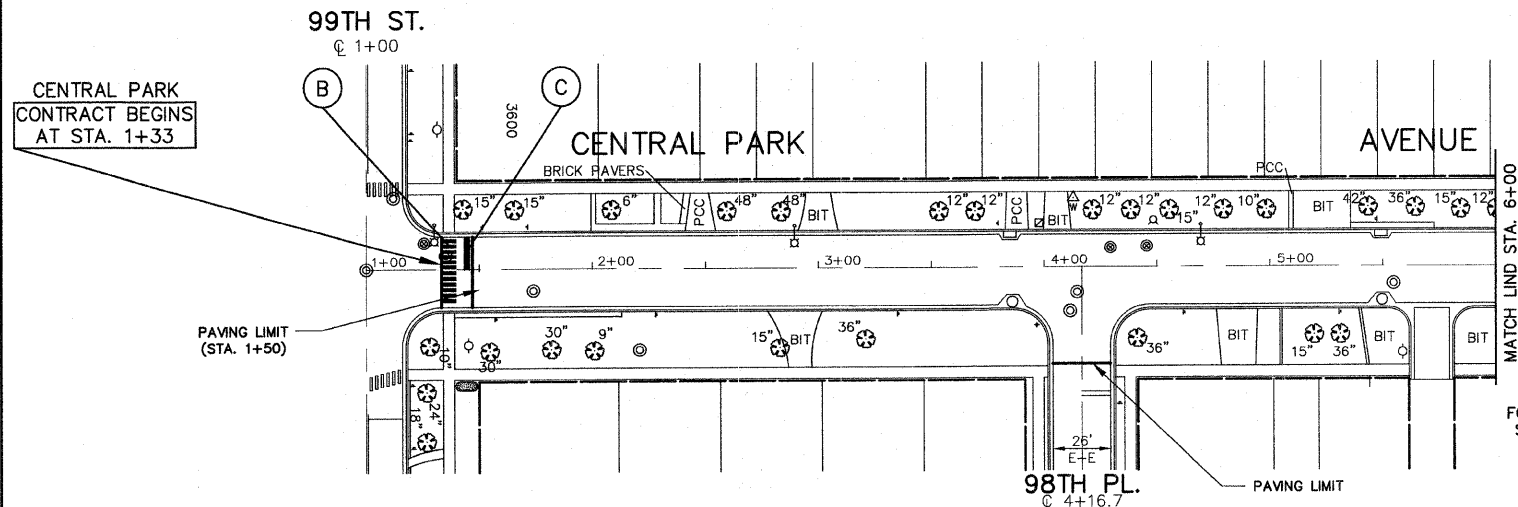 99TH ST.
℄ 1+00
CENTRAL PARK
CONTRACT BEGINS
AT STA. 1+33
B
C
3600
CENTRAL PARK
AVENUE
BRICK PAVERS
PCC
15"
15"
6"
PCC
48"
48"
BIT
12"
12"
PCC
BIT
W
12"
12"
15"
12"
10"
BIT
42"
36"
15"
12"
1+00
2+00
3+00
4+00
5+00
MATCH LIND STA. 6+00
PAVING LIMIT
(STA. 1+50)
10"
30"
30"
9"
15"
BIT
36"
36"
BIT
15"
36"
BIT
BIT
24"
18"
26'
E-E
98TH PL.
℄ 4+16.7
PAVING LIMIT